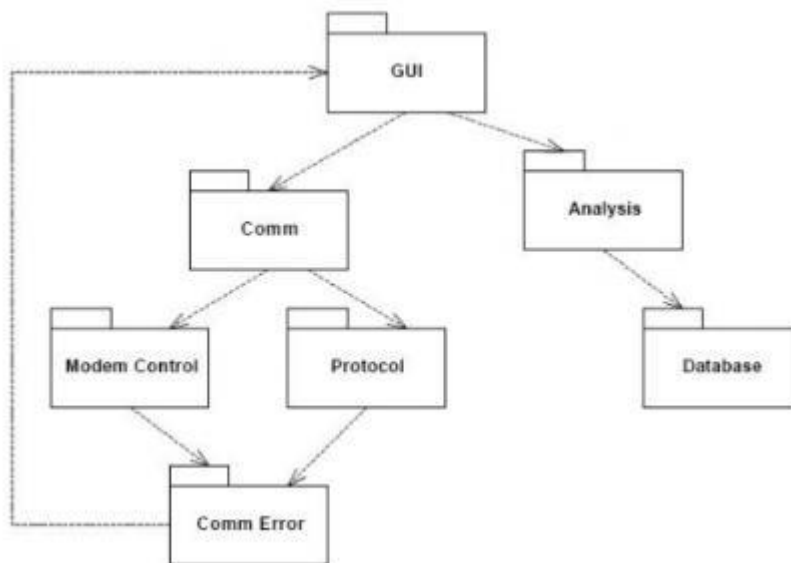 GUI
Comm
Analysis
Modem Control
Protocol
Database
Comm Error